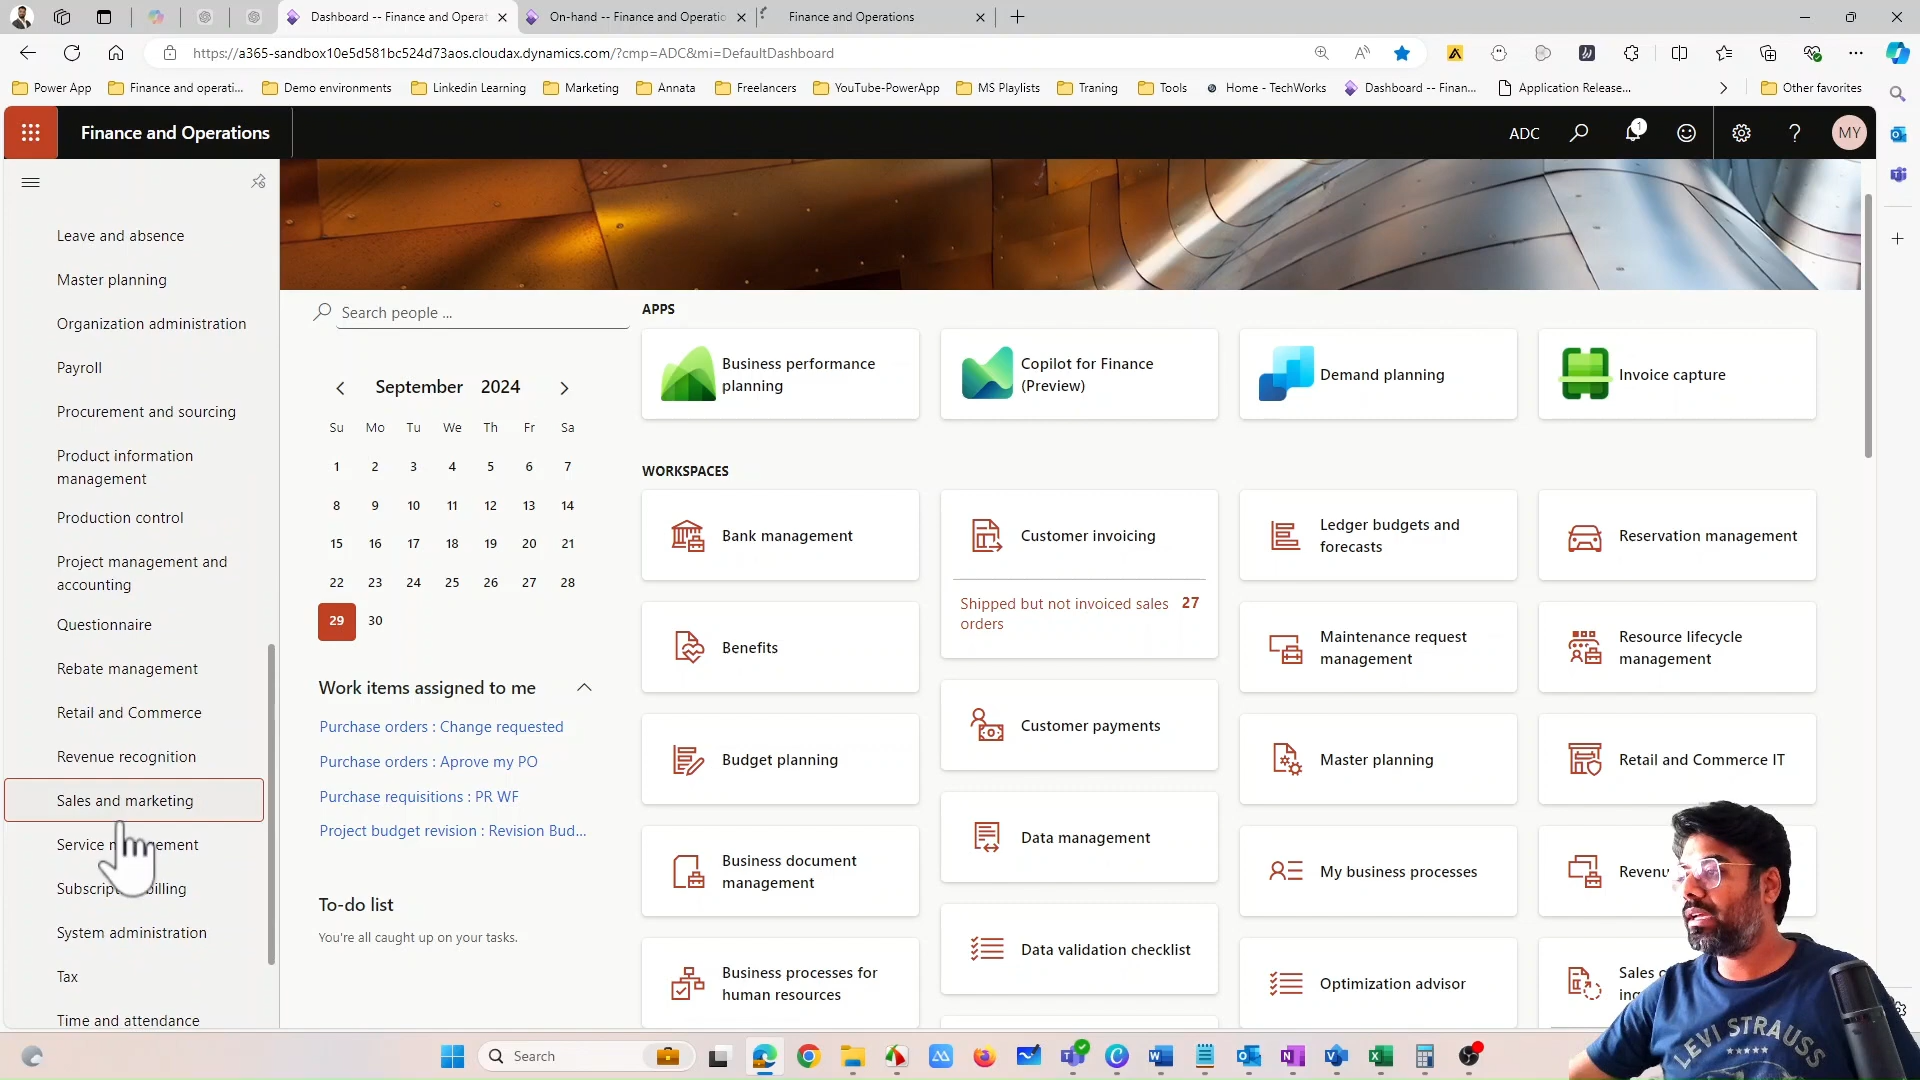 Dashboard -- Finance and Operat
On-hand -- Finance and Operatio
Finance and Operations
https://a365-sandbox10e5d581bc524d73aos.cloudax.dynamics.com/?cmp=ADC&mi=DefaultDashboard
Power App
Finance and operati...
Demo environments
Linkedin Learning
Marketing
Annata
Freelancers
YouTube-PowerApp
MS Playlists
Traning
Tools
Home - TechWorks
Dashboard -- Finan...
Application Release...
Other favorites
Finance and Operations
ADC
1
MY
Leave and absence
Master planning
Organization administration
Payroll
Procurement and sourcing
Product information
management
Production control
Project management and
accounting
Questionnaire
Rebate management
Retail and Commerce
Revenue recognition
Sales and marketing
Service ement
Subscrip billing
System administration
Tax
Time and attendance
Search people ...
September 2024
Su Mo Tu We Th Fr Sa
1 2 3 4 5 6 7
8 9 10 11 12 13 14
15 16 17 18 19 20 21
22 23 24 25 26 27 28
29 30
Work items assigned to me
Purchase orders : Change requested
Purchase orders : Aprove my PO
Purchase requisitions : PR WF
Project budget revision : Revision Bud...
To-do list
You're all caught up on your tasks.
APPS
Business performance
planning
Copilot for Finance
(Preview)
Demand planning
Invoice capture
WORKSPACES
Bank management
Benefits
Budget planning
Business document
management
Business processes for
human resources
Customer invoicing
Shipped but not invoiced sales 27
orders
Customer payments
Data management
Data validation checklist
Ledger budgets and
forecasts
Maintenance request
management
Master planning
My business processes
Optimization advisor
Reservation management
Resource lifecycle
management
Retail and Commerce IT
Revenu
Sales
LEVI STRAUSS
Search